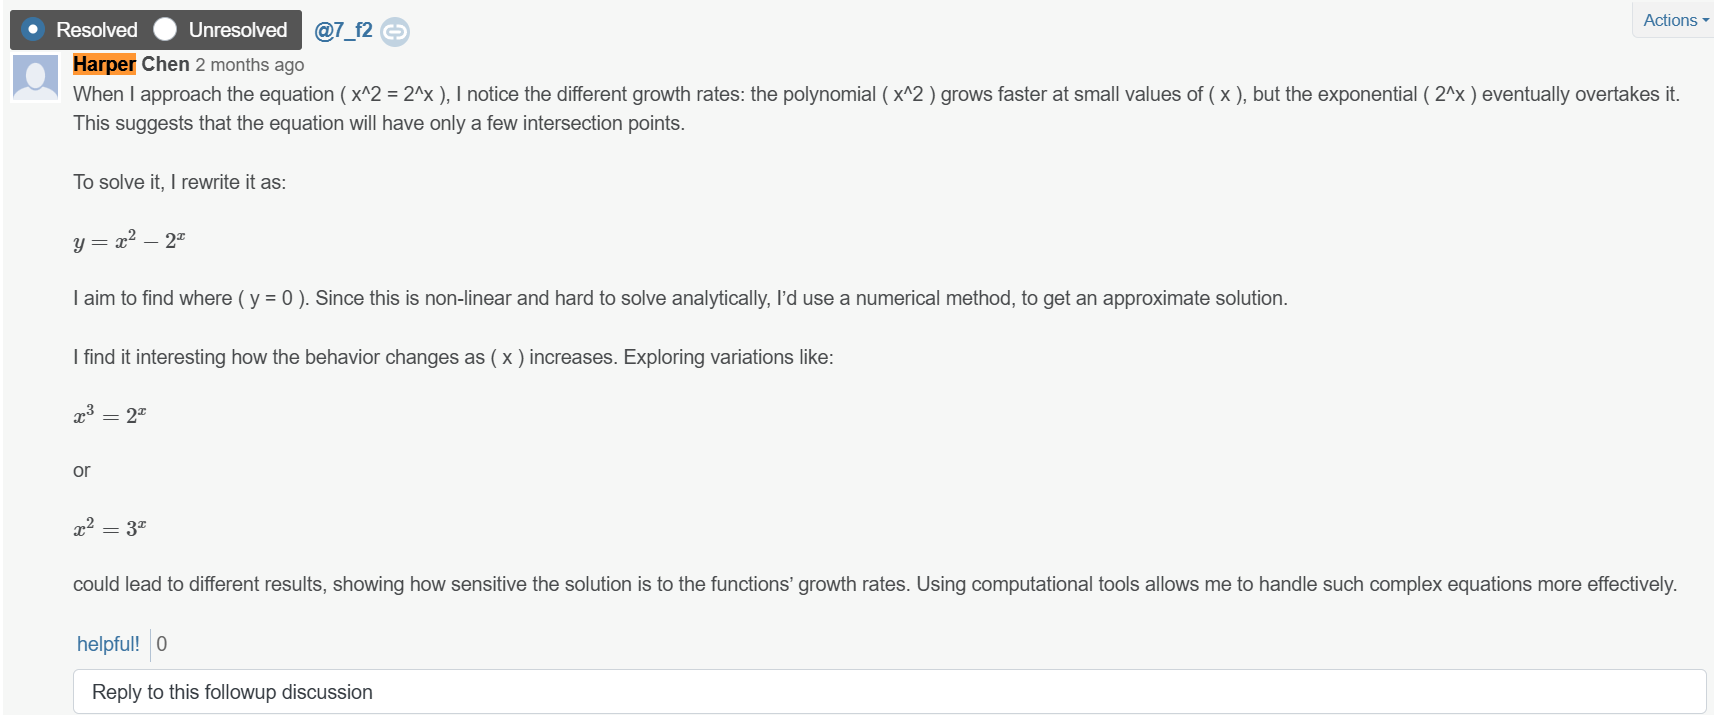 Resolved Unresolved @7_f2 Actions
Harper Chen 2 months ago
When I approach the equation ( x^2 = 2^x ), I notice the different growth rates: the polynomial ( x^2 ) grows faster at small values of ( x ), but the exponential ( 2^x ) eventually overtakes it.
This suggests that the equation will have only a few intersection points.
To solve it, I rewrite it as:
y = x² − 2ˣ
I aim to find where ( y = 0 ). Since this is non-linear and hard to solve analytically, I’d use a numerical method, to get an approximate solution.
I find it interesting how the behavior changes as ( x ) increases. Exploring variations like:
x³ = 2ˣ
or
x² = 3ˣ
could lead to different results, showing how sensitive the solution is to the functions’ growth rates. Using computational tools allows me to handle such complex equations more effectively.
helpful! 0
Reply to this followup discussion